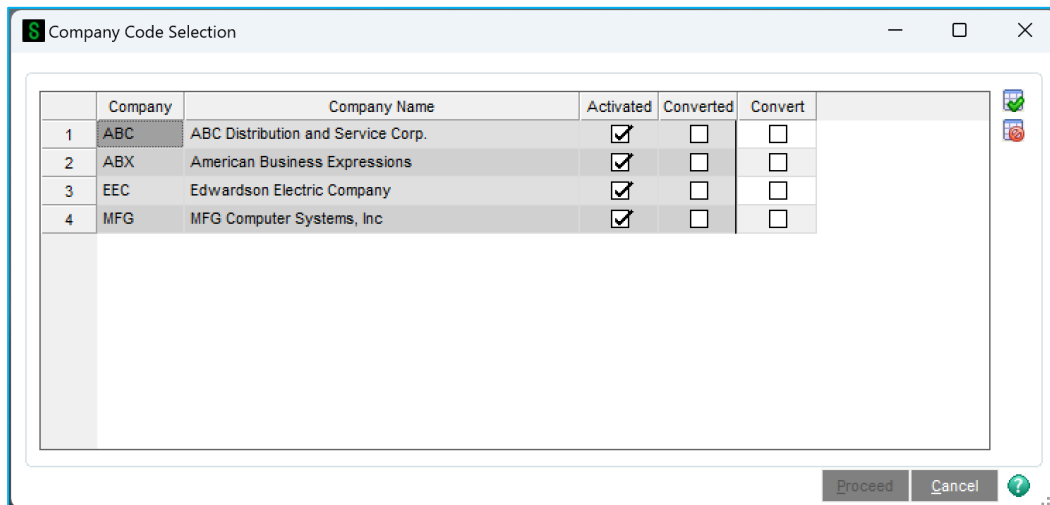 S Company Code Selection
Company Company Name Activated Converted Convert
1 ABC ABC Distribution and Service Corp.
2 ABX American Business Expressions
3 EEC Edwardson Electric Company
4 MFG MFG Computer Systems, Inc
Proceed Cancel ?